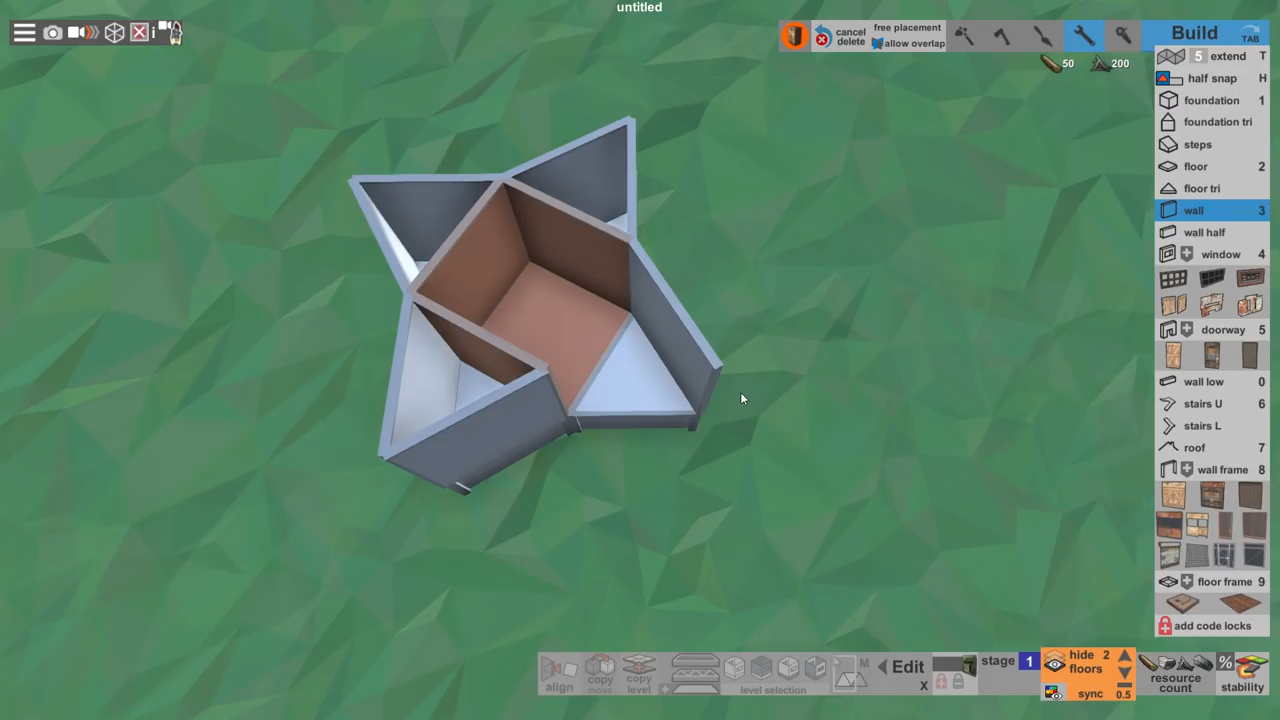 untitled
i
cancel
delete
free placement
allow overlap
Build
TAB
50
200
5 extend T
half snap H
foundation 1
foundation tri
steps
floor 2
floor tri
wall 3
wall half
window 4
doorway 5
wall low 0
stairs U 6
stairs L
roof 7
wall frame 8
floor frame 9
add code locks
align
copy
move
copy
level
level selection
M
Edit
X
stage 1
hide 2
floors
sync 0.5
resource
count
%
stability